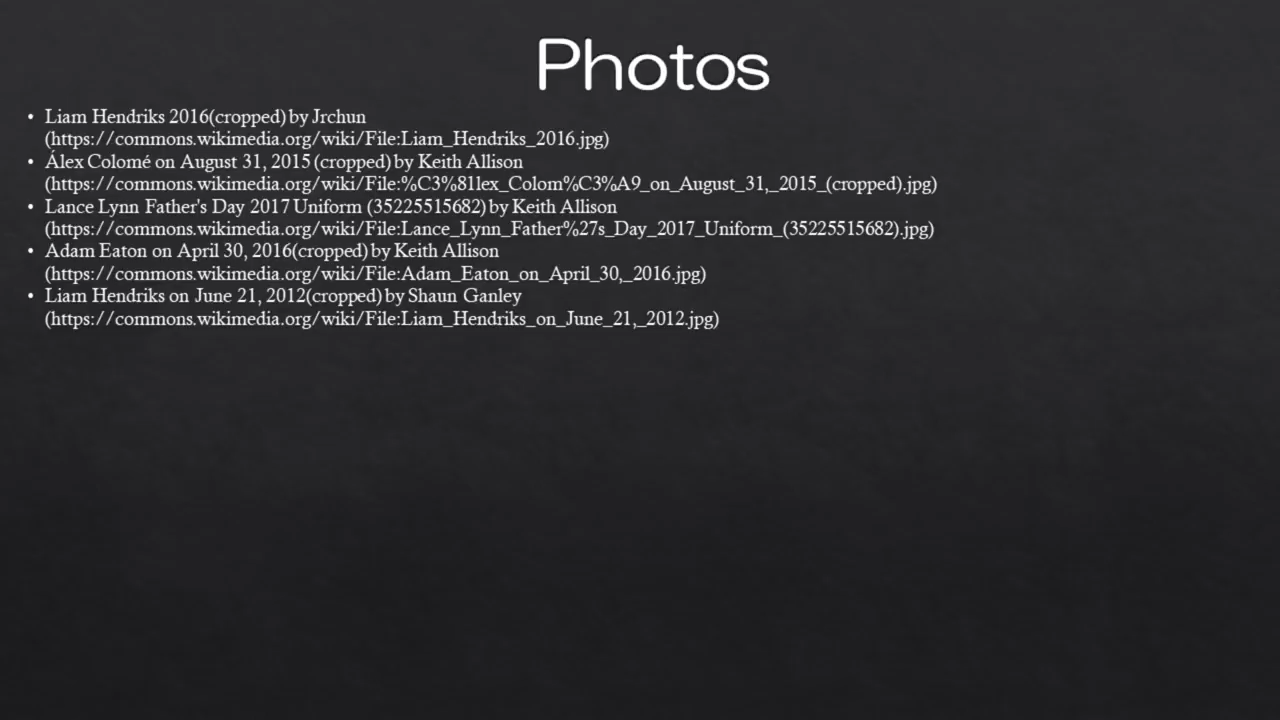 Photos
• Liam Hendriks 2016(cropped) by Jrchun
(https://commons.wikimedia.org/wiki/File:Liam_Hendriks_2016.jpg)
• Álex Colomé on August 31, 2015 (cropped) by Keith Allison
(https://commons.wikimedia.org/wiki/File:%C3%81lex_Colom%C3%A9_on_August_31,_2015_(cropped).jpg)
• Lance Lynn Father's Day 2017 Uniform (35225515682) by Keith Allison
(https://commons.wikimedia.org/wiki/File:Lance_Lynn_Father%27s_Day_2017_Uniform_(35225515682).jpg)
• Adam Eaton on April 30, 2016(cropped) by Keith Allison
(https://commons.wikimedia.org/wiki/File:Adam_Eaton_on_April_30,_2016.jpg)
• Liam Hendriks on June 21, 2012(cropped) by Shaun Ganley
(https://commons.wikimedia.org/wiki/File:Liam_Hendriks_on_June_21,_2012.jpg)